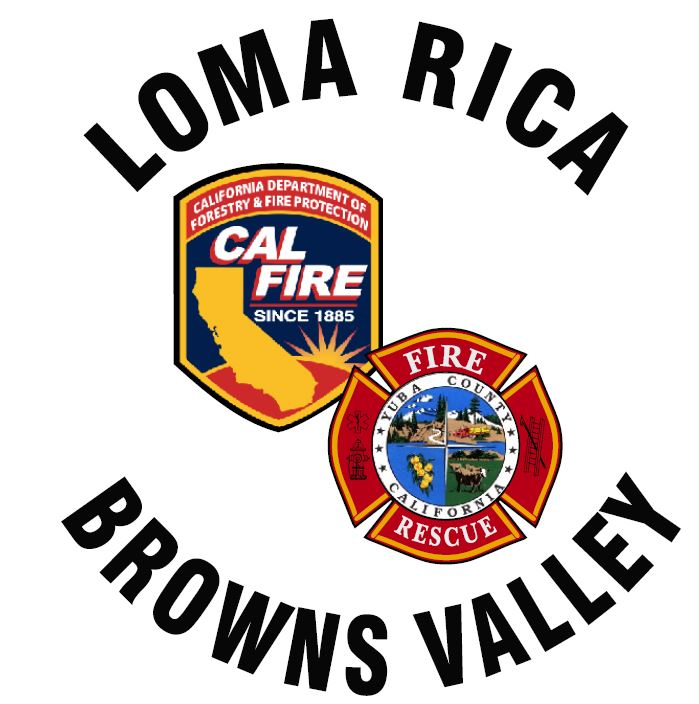 LOMA RICA
CALIFORNIA DEPARTMENT OF
FORESTRY & FIRE PROTECTION
CAL
FIRE
SINCE 1885
FIRE
YUBA COUNTY
CALIFORNIA
RESCUE
BROWNS VALLEY